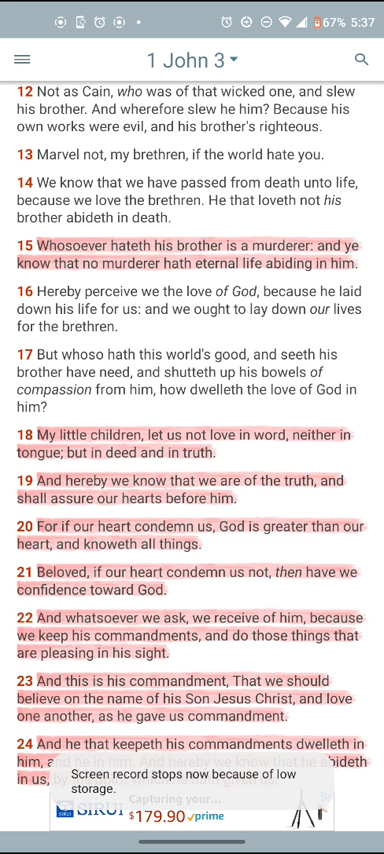 67% 5:37
1 John 3
12 Not as Cain, who was of that wicked one, and slew
his brother. And wherefore slew he him? Because his
own works were evil, and his brother's righteous.
13 Marvel not, my brethren, if the world hate you.
14 We know that we have passed from death unto life,
because we love the brethren. He that loveth not his
brother abideth in death.
15 Whosoever hateth his brother is a murderer: and ye
know that no murderer hath eternal life abiding in him.
16 Hereby perceive we the love of God, because he laid
down his life for us: and we ought to lay down our lives
for the brethren.
17 But whoso hath this world's good, and seeth his
brother have need, and shutteth up his bowels of
compassion from him, how dwelleth the love of God in
him?
18 My little children, let us not love in word, neither in
tongue; but in deed and in truth.
19 And hereby we know that we are of the truth, and
shall assure our hearts before him.
20 For if our heart condemn us, God is greater than our
heart, and knoweth all things.
21 Beloved, if our heart condemn us not, then have we
confidence toward God.
22 And whatsoever we ask, we receive of him, because
we keep his commandments, and do those things that
are pleasing in his sight.
23 And this is his commandment, That we should
believe on the name of his Son Jesus Christ, and love
one another, as he gave us commandment.
24 And he that keepeth his commandments dwelleth in
him, and he in him. And hereby we know that he abideth
in us, by
Screen record stops now because of low
storage.
SIRUI Capturing your...
$179.90 prime